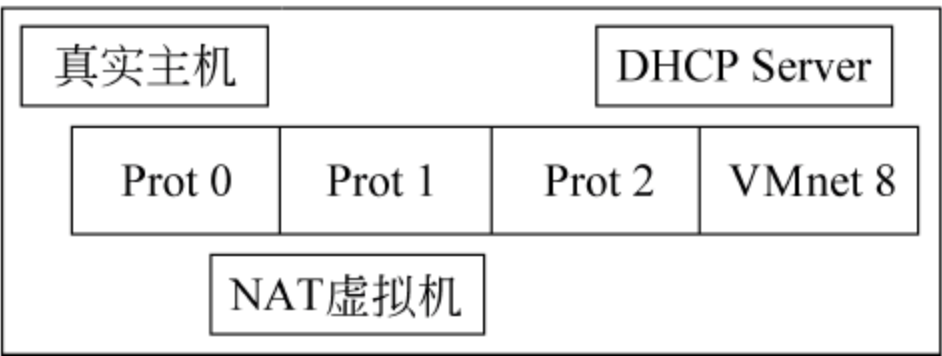 真实主机
DHCP Server
Prot 0
Prot 1
Prot 2
VMnet 8
NAT虚拟机